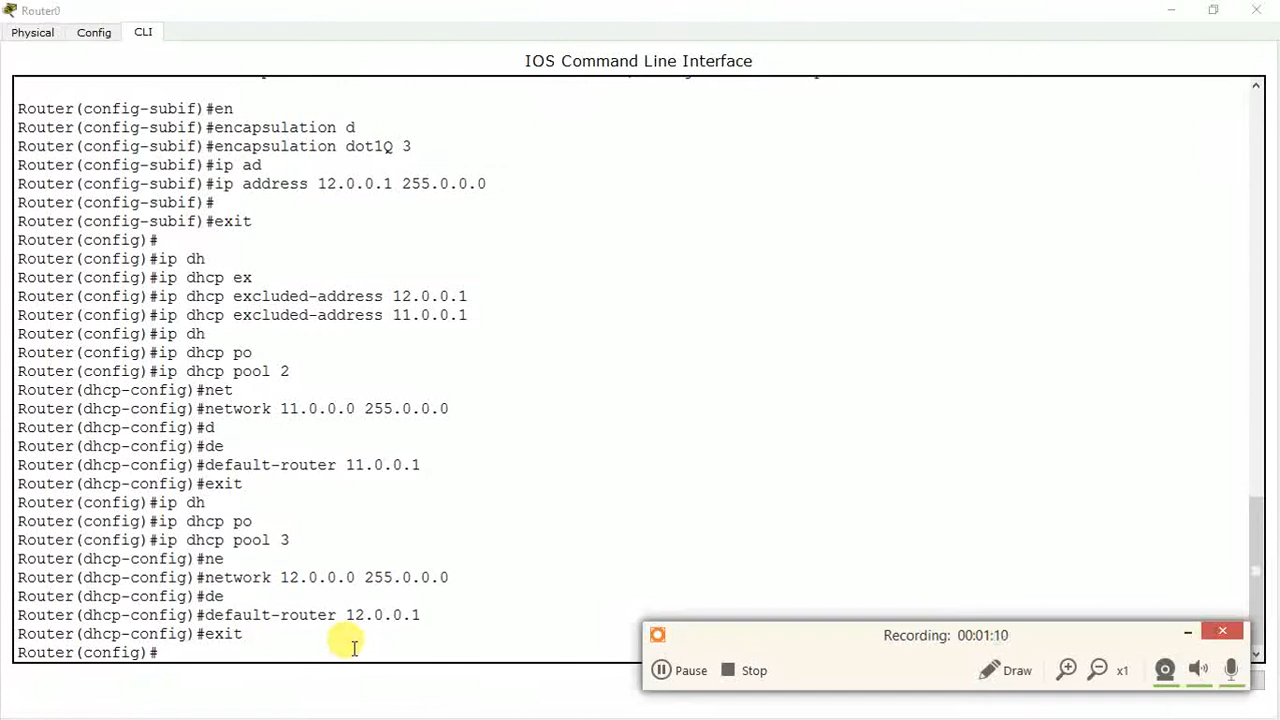 Router0
Physical Config CLI
IOS Command Line Interface
Router(config-subif)#en
Router(config-subif)#encapsulation d
Router(config-subif)#encapsulation dot1Q 3
Router(config-subif)#ip ad
Router(config-subif)#ip address 12.0.0.1 255.0.0.0
Router(config-subif)#
Router(config-subif)#exit
Router(config)#
Router(config)#ip dh
Router(config)#ip dhcp ex
Router(config)#ip dhcp excluded-address 12.0.0.1
Router(config)#ip dhcp excluded-address 11.0.0.1
Router(config)#ip dh
Router(config)#ip dhcp po
Router(config)#ip dhcp pool 2
Router(dhcp-config)#net
Router(dhcp-config)#network 11.0.0.0 255.0.0.0
Router(dhcp-config)#d
Router(dhcp-config)#de
Router(dhcp-config)#default-router 11.0.0.1
Router(dhcp-config)#exit
Router(config)#ip dh
Router(config)#ip dhcp po
Router(config)#ip dhcp pool 3
Router(dhcp-config)#ne
Router(dhcp-config)#network 12.0.0.0 255.0.0.0
Router(dhcp-config)#de
Router(dhcp-config)#default-router 12.0.0.1
Router(dhcp-config)#exit
Router(config)#
Recording: 00:01:10
Pause Stop Draw x1